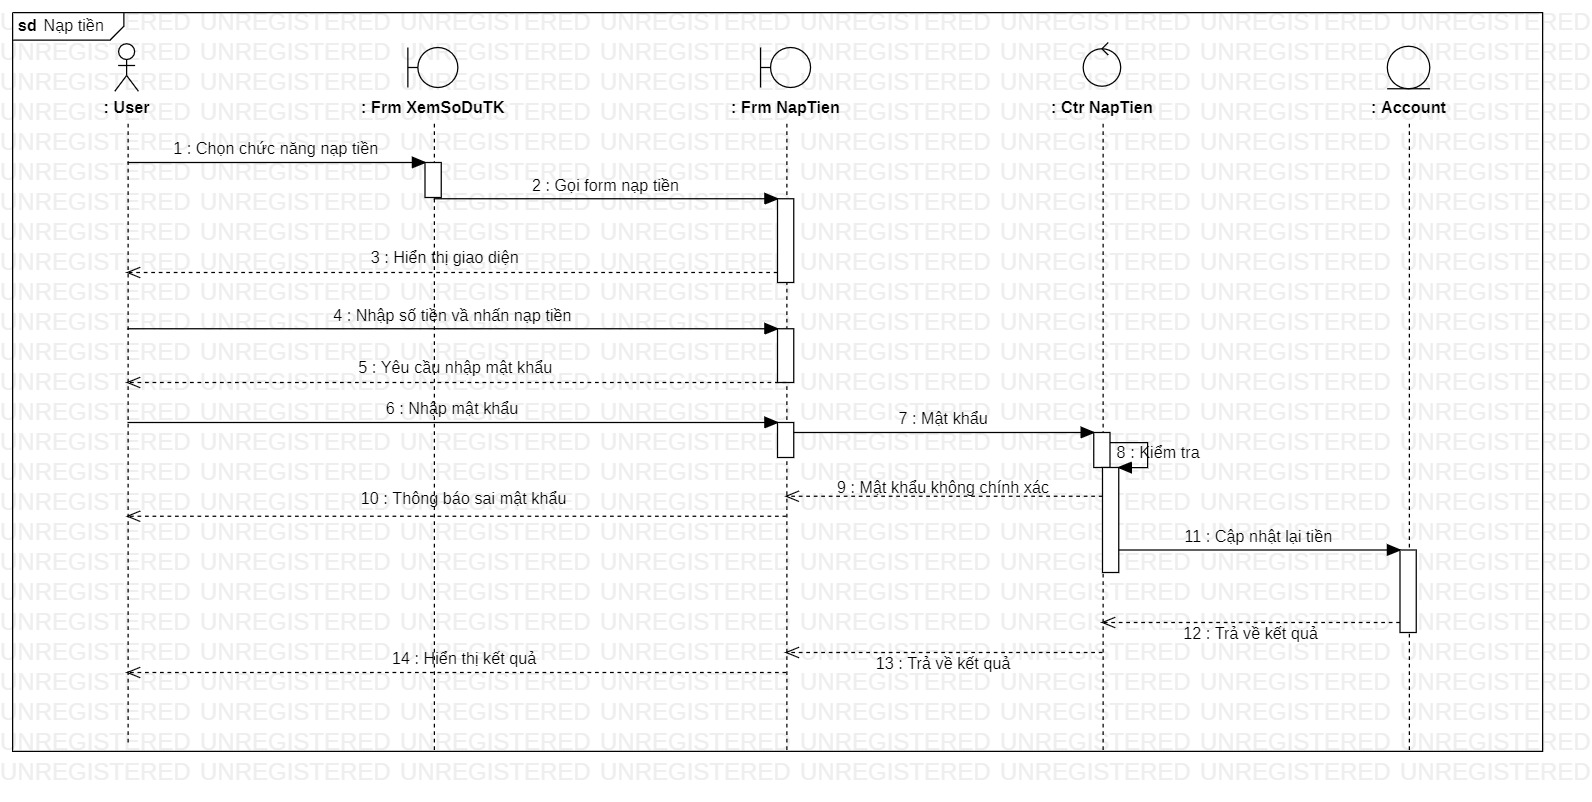 sd Nạp tiền
: User
: Frm XemSoDuTK
: Frm NapTien
: Ctr NapTien
: Account
1 : Chọn chức năng nạp tiền
2 : Gọi form nạp tiền
3 : Hiển thị giao diện
4 : Nhập số tiền và nhấn nạp tiền
5 : Yêu cầu nhập mật khẩu
6 : Nhập mật khẩu
7 : Mật khẩu
8 : Kiểm tra
9 : Mật khẩu không chính xác
10 : Thông báo sai mật khẩu
11 : Cập nhật lại tiền
12 : Trả về kết quả
13 : Trả về kết quả
14 : Hiển thị kết quả
UNREGISTERED UNREGISTERED UNREGISTERED UNREGISTERED UNREGISTERED UNREGISTERED UNREGISTERED UNREGISTERED